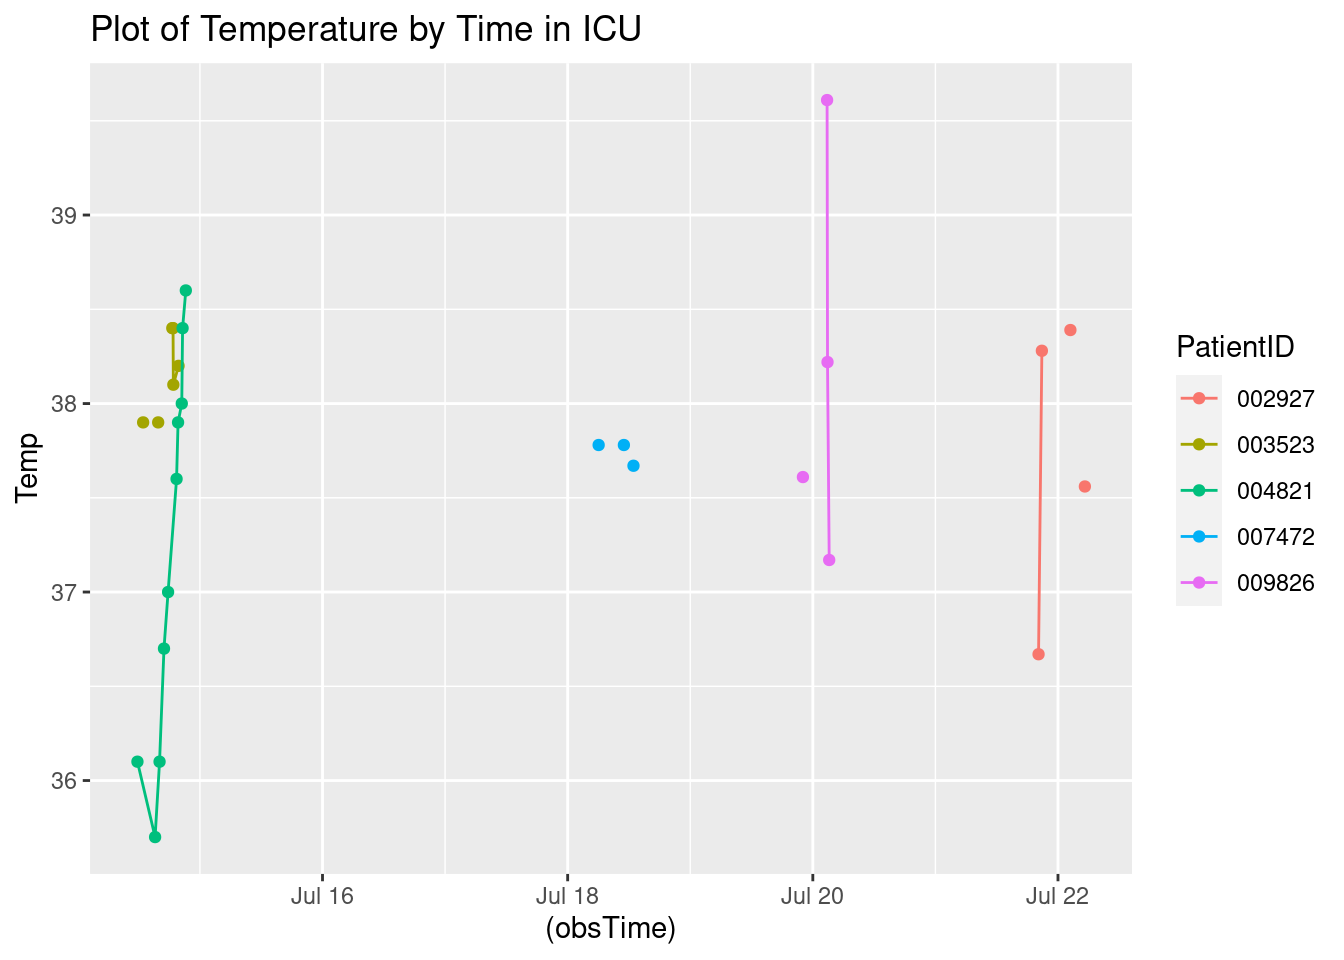 Plot of Temperature by Time in ICU
39
38
37
36
Temp
Jul 16
Jul 18
Jul 20
Jul 22
(obsTime)
PatientID
002927
003523
004821
007472
009826